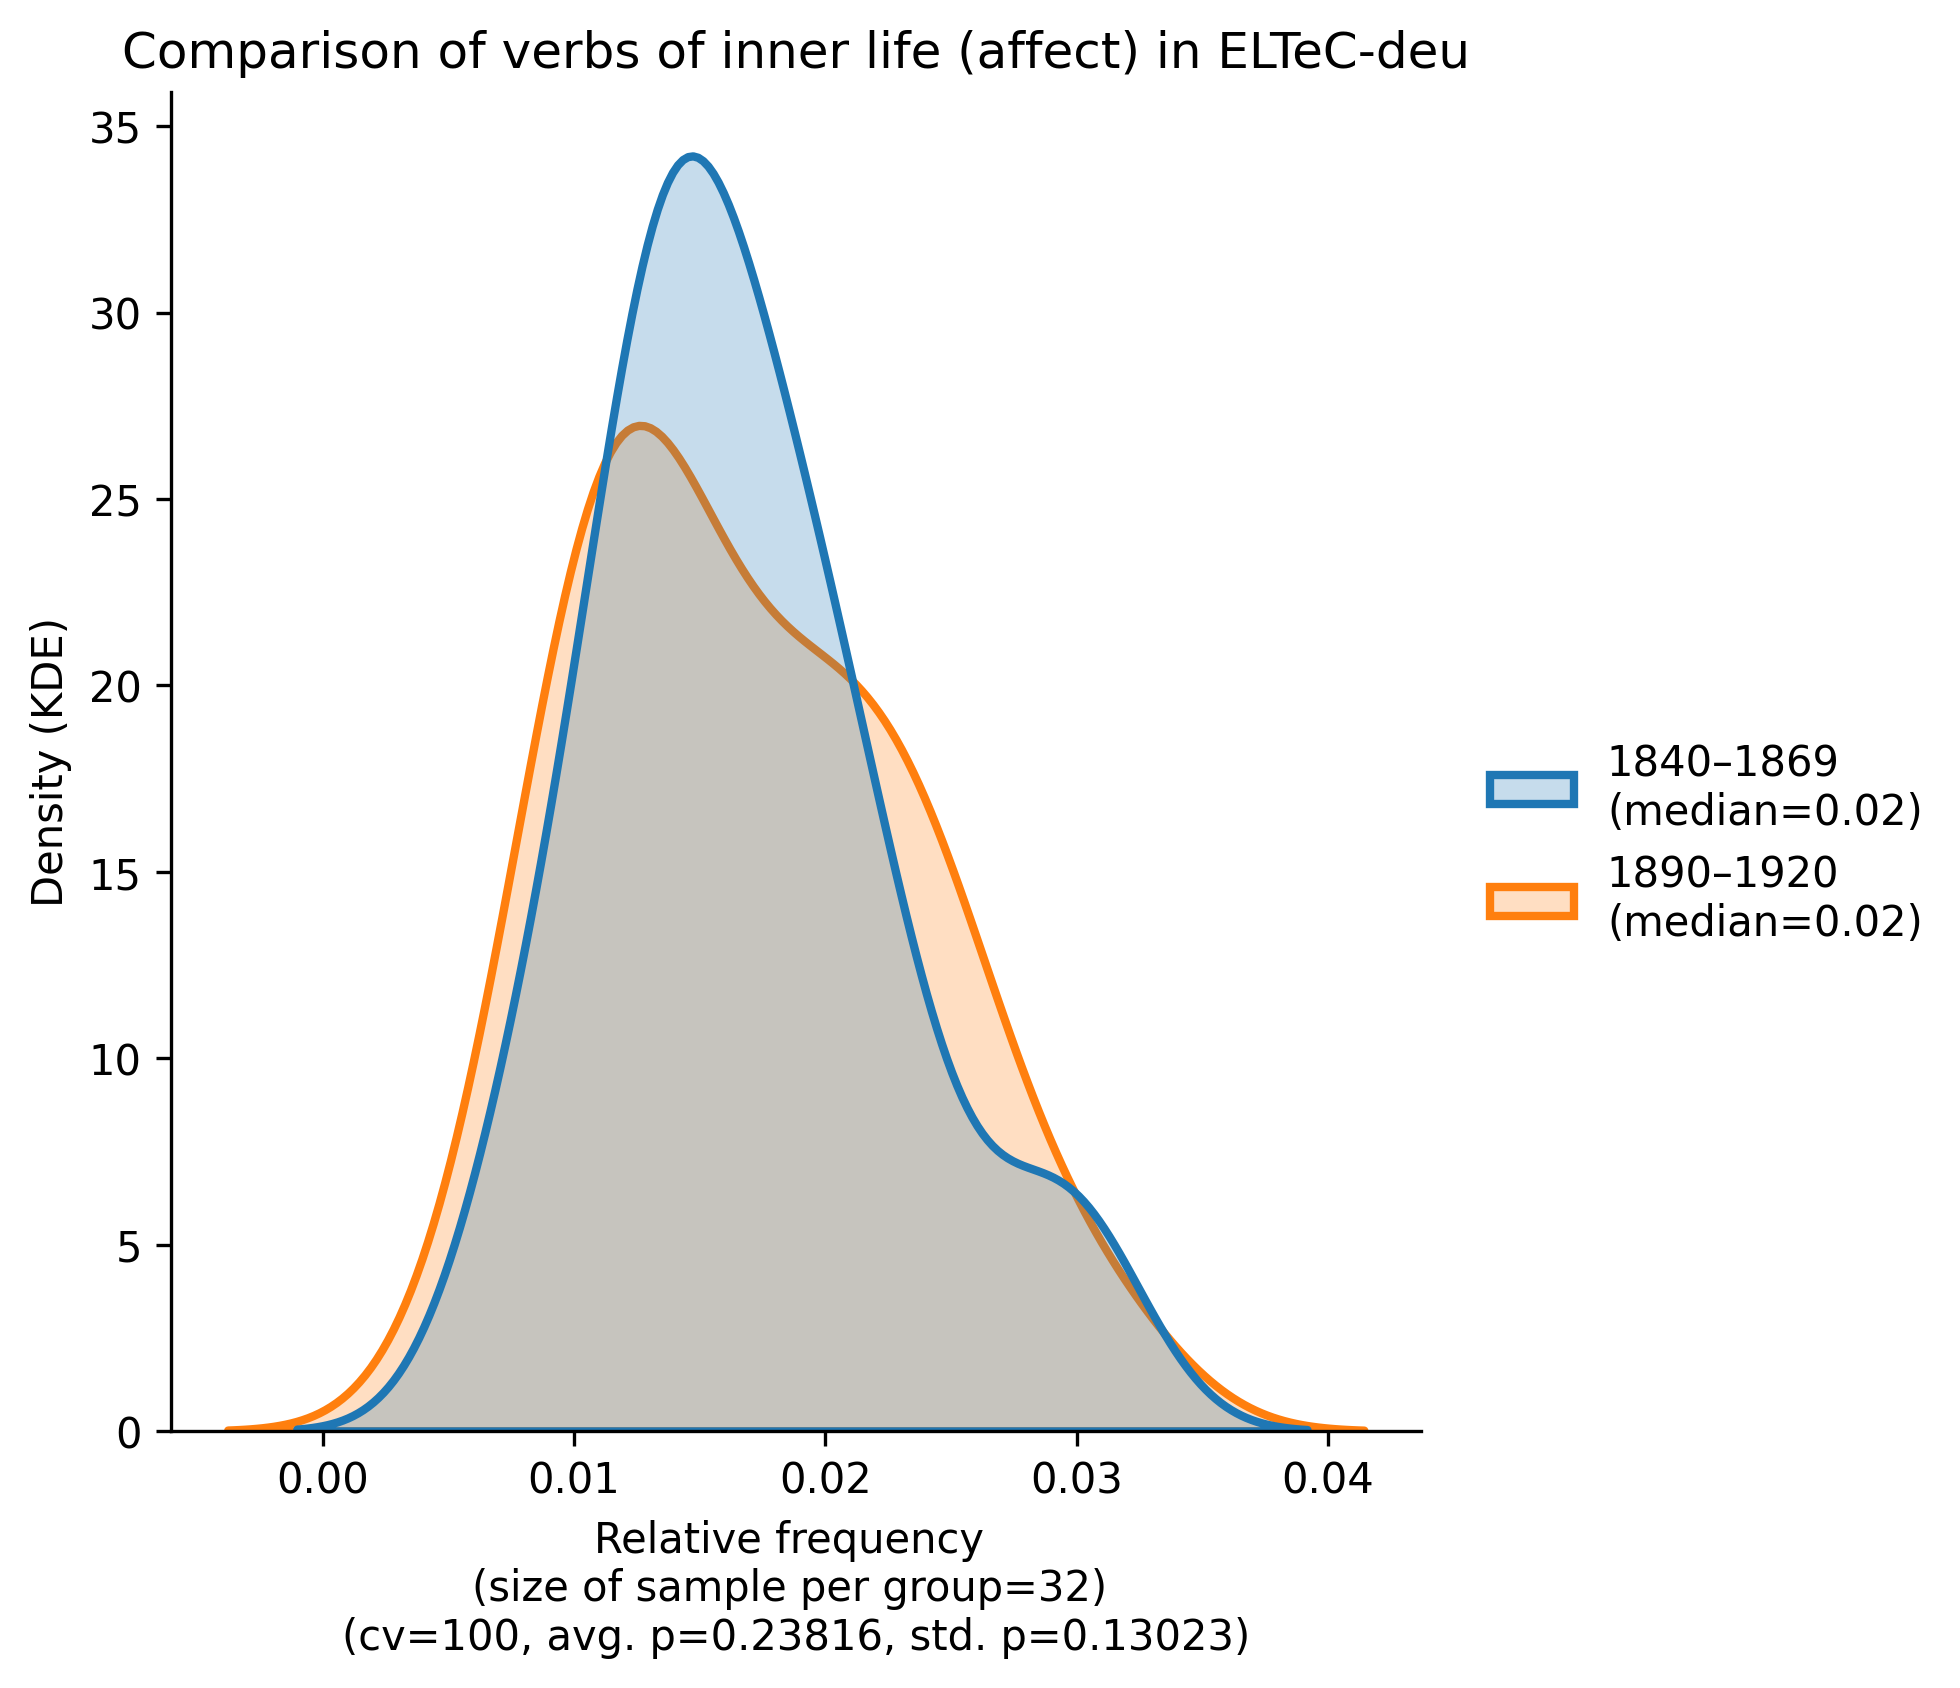 Comparison of verbs of inner life (affect) in ELTeC-deu
35
30
25
20
15
10
5
0
Density (KDE)
0.00 0.01 0.02 0.03 0.04
Relative frequency
(size of sample per group=32)
(cv=100, avg. p=0.23816, std. p=0.13023)
1840–1869
(median=0.02)
1890–1920
(median=0.02)